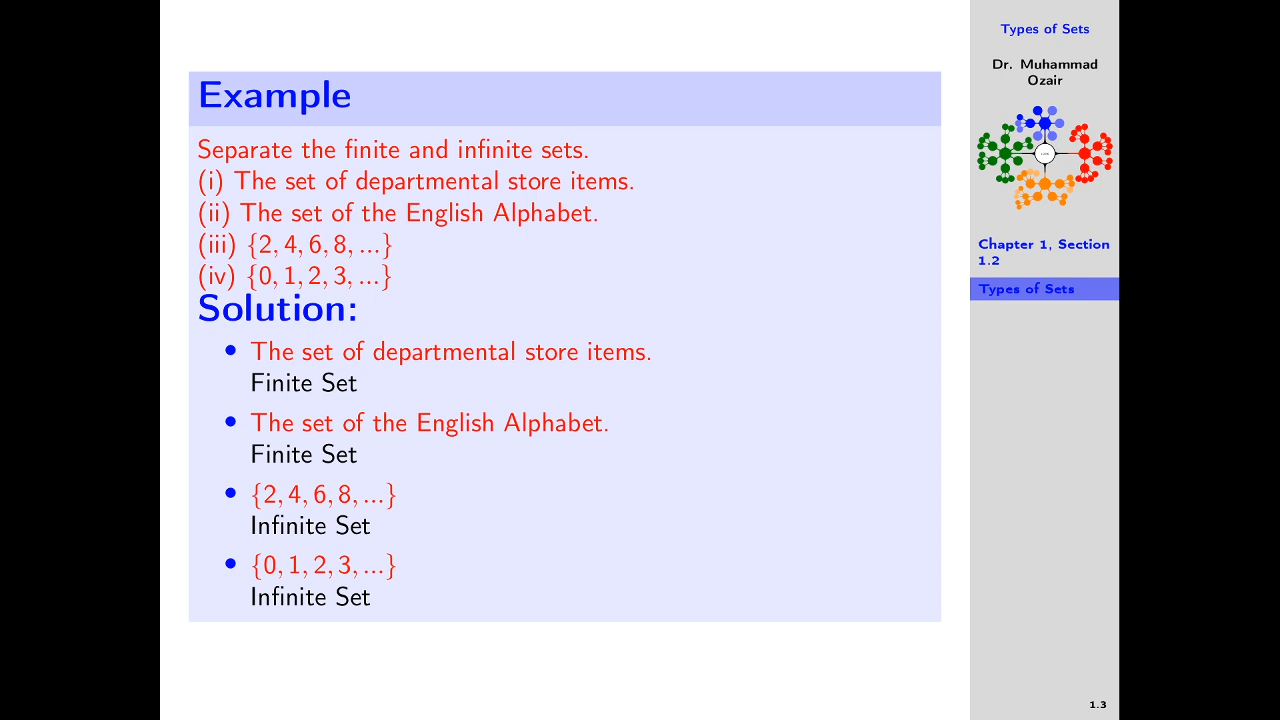 Example
Separate the finite and infinite sets.
(i) The set of departmental store items.
(ii) The set of the English Alphabet.
(iii) {2, 4, 6, 8, ...}
(iv) {0, 1, 2, 3, ...}
Solution:
• The set of departmental store items.
Finite Set
• The set of the English Alphabet.
Finite Set
• {2, 4, 6, 8, ...}
Infinite Set
• {0, 1, 2, 3, ...}
Infinite Set
Types of Sets
Dr. Muhammad
Ozair
Chapter 1, Section
1.2
Types of Sets
1.3